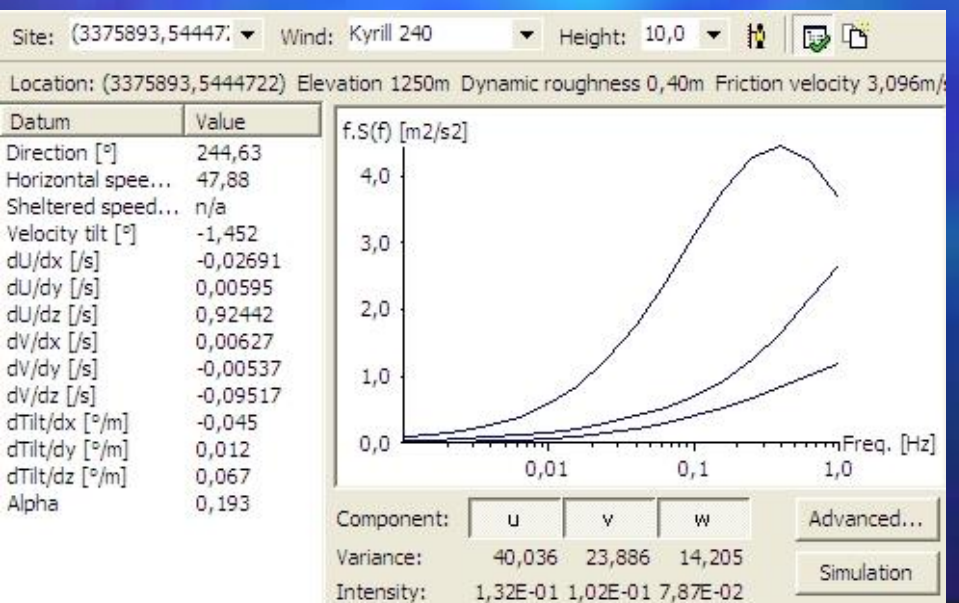 Site: (3375893,54447: Wind: Kyrill 240 Height: 10,0
Location: (3375893,5444722) Elevation 1250m Dynamic roughness 0,40m Friction velocity 3,096m/s
Datum Value
Direction [°] 244,63
Horizontal spee... 47,88
Sheltered speed... n/a
Velocity tilt [°] -1,452
dU/dx [/s] -0,02691
dU/dy [/s] 0,00595
dU/dz [/s] 0,92442
dV/dx [/s] 0,00627
dV/dy [/s] -0,00537
dV/dz [/s] -0,09517
dTilt/dx [°/m] -0,045
dTilt/dy [°/m] 0,012
dTilt/dz [°/m] 0,067
Alpha 0,193
f.S(f) [m2/s2]
4,0
3,0
2,0
1,0
0,0
Freq. [Hz]
0,01 0,1 1,0
Component: u v w Advanced...
Variance: 40,036 23,886 14,205
Simulation
Intensity: 1,32E-01 1,02E-01 7,87E-02